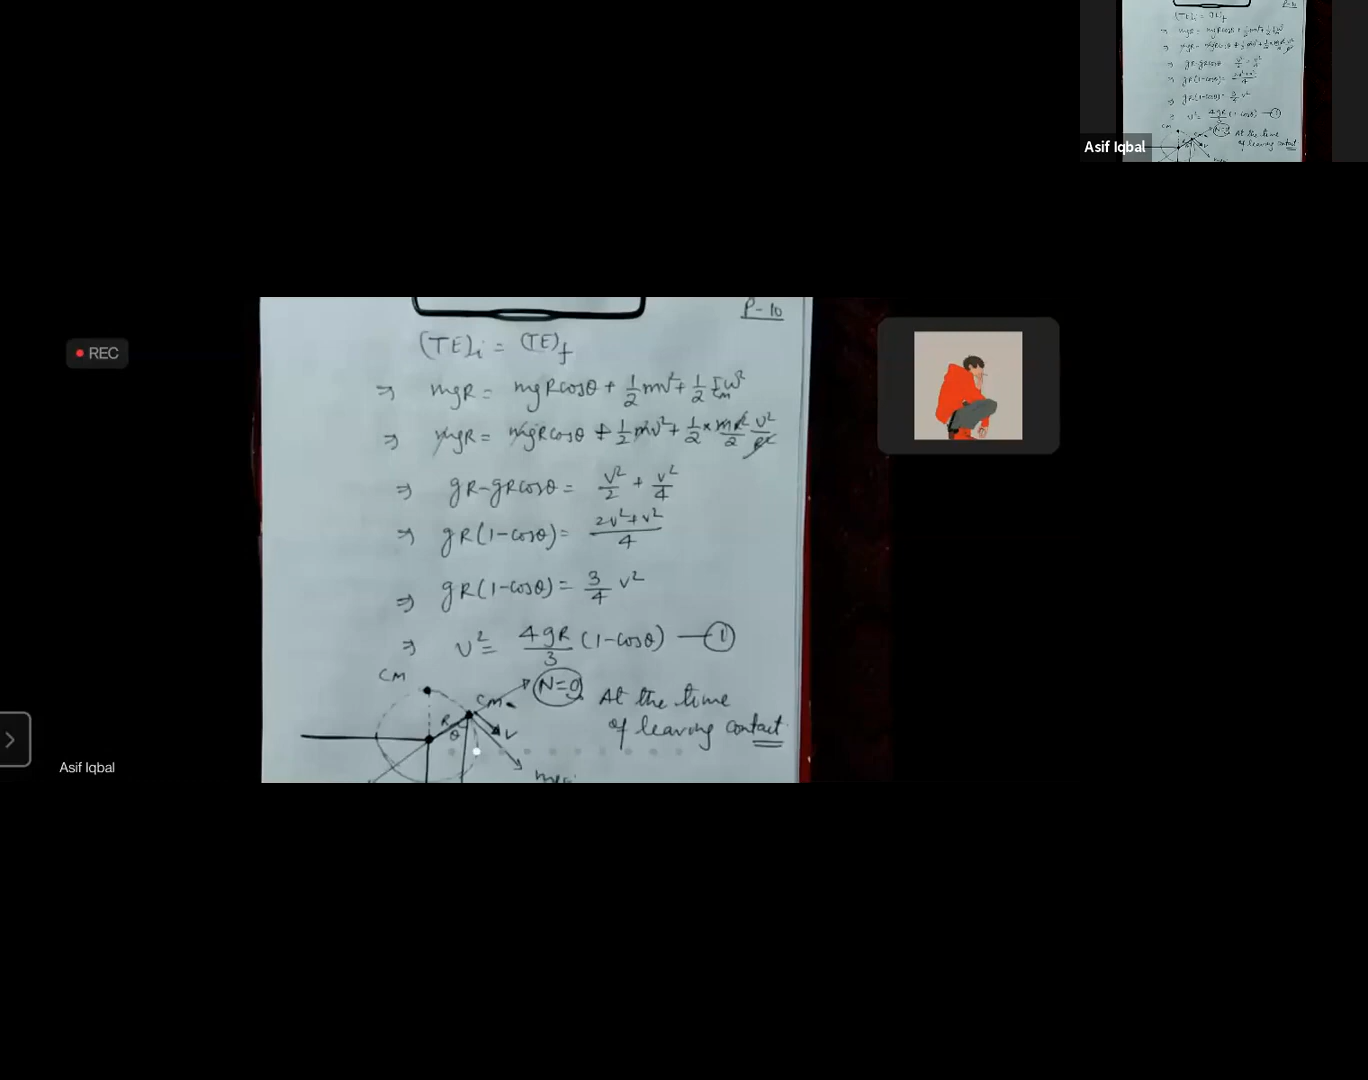 P-10
(TE)i = (TE)f
⇒ mgR = mgRcosθ + 1/2 mv² + 1/2 Icm ω²
⇒ mgR = mgRcosθ + 1/2 mv² + 1/2 × mR²/2 v²/R²
⇒ gR-gRcosθ = v²/2 + v²/4
⇒ gR(1-cosθ) = 2v²+v²/4
⇒ gR(1-cosθ) = 3/4 v²
⇒ v² = 4gR/3 (1-cosθ) — ①
CM
CM
At the time
of leaving contact
R
θ
v
REC
Asif Iqbal
Asif Iqbal